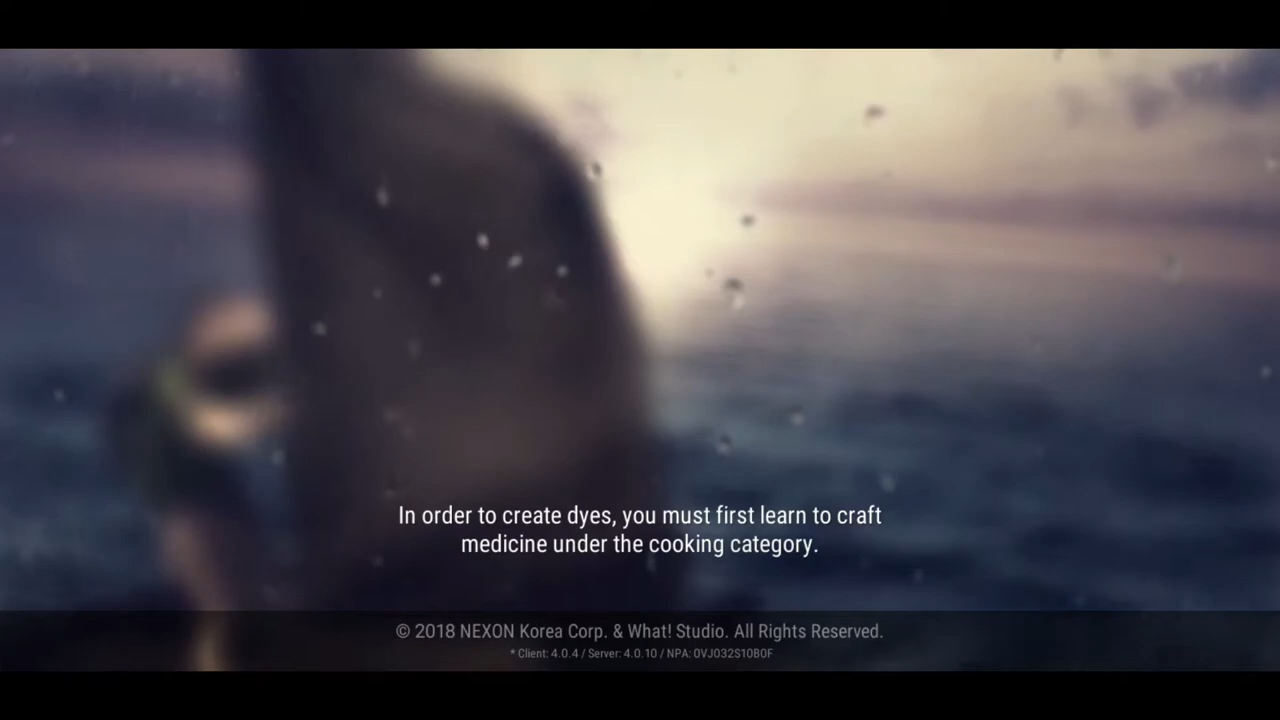 In order to create dyes, you must first learn to craft
medicine under the cooking category.
© 2018 NEXON Korea Corp. & What! Studio. All Rights Reserved.
* Client: 4.0.4 / Server: 4.0.10 / NPA: 0VJ032S10B0F